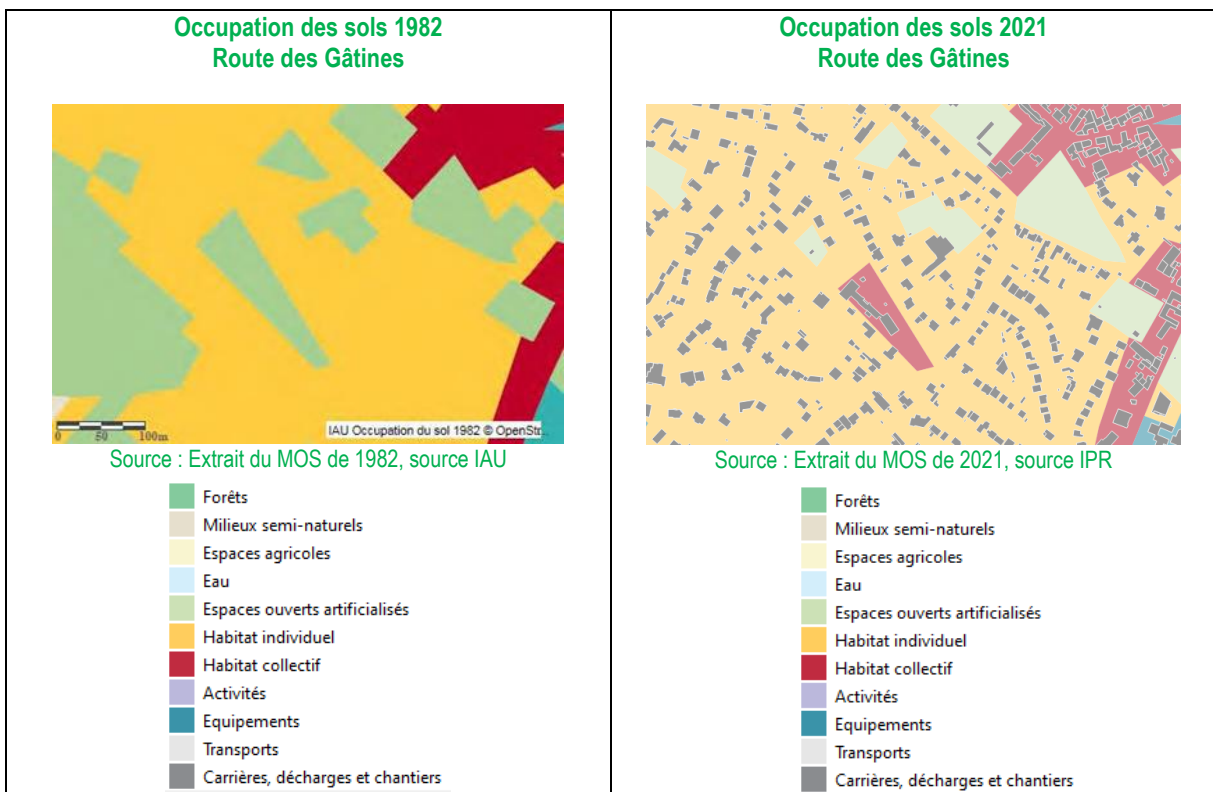 Occupation des sols 1982
Route des Gâtines
0 50 100m
IAU Occupation du sol 1982 © OpenStr...
Source : Extrait du MOS de 1982, source IAU
Forêts
Milieux semi-naturels
Espaces agricoles
Eau
Espaces ouverts artificialisés
Habitat individuel
Habitat collectif
Activités
Equipements
Transports
Carrières, décharges et chantiers
Occupation des sols 2021
Route des Gâtines
Source : Extrait du MOS de 2021, source IPR
Forêts
Milieux semi-naturels
Espaces agricoles
Eau
Espaces ouverts artificialisés
Habitat individuel
Habitat collectif
Activités
Equipements
Transports
Carrières, décharges et chantiers